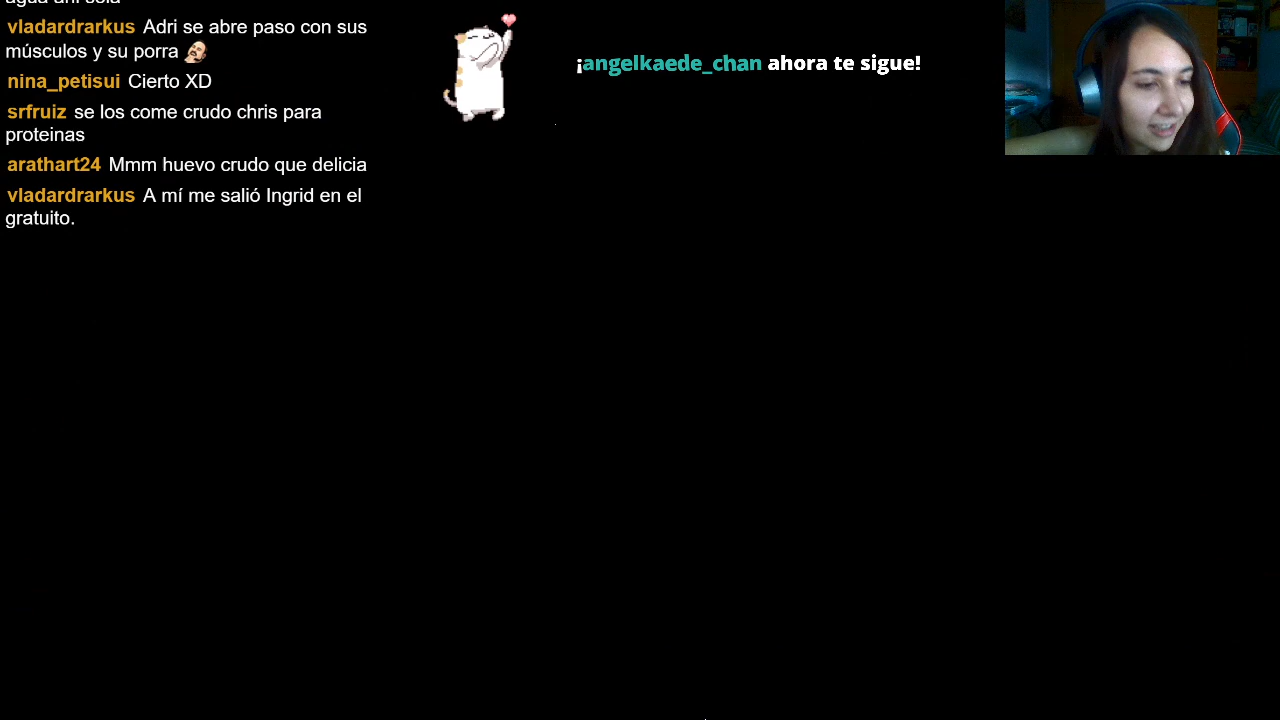 vladardrarkus Adri se abre paso con sus
músculos y su porra
nina_petisui Cierto XD
srfruiz se los come crudo chris para
proteinas
arathart24 Mmm huevo crudo que delicia
vladardrarkus A mí me salió Ingrid en el
gratuito.
¡angelkaede_chan ahora te sigue!